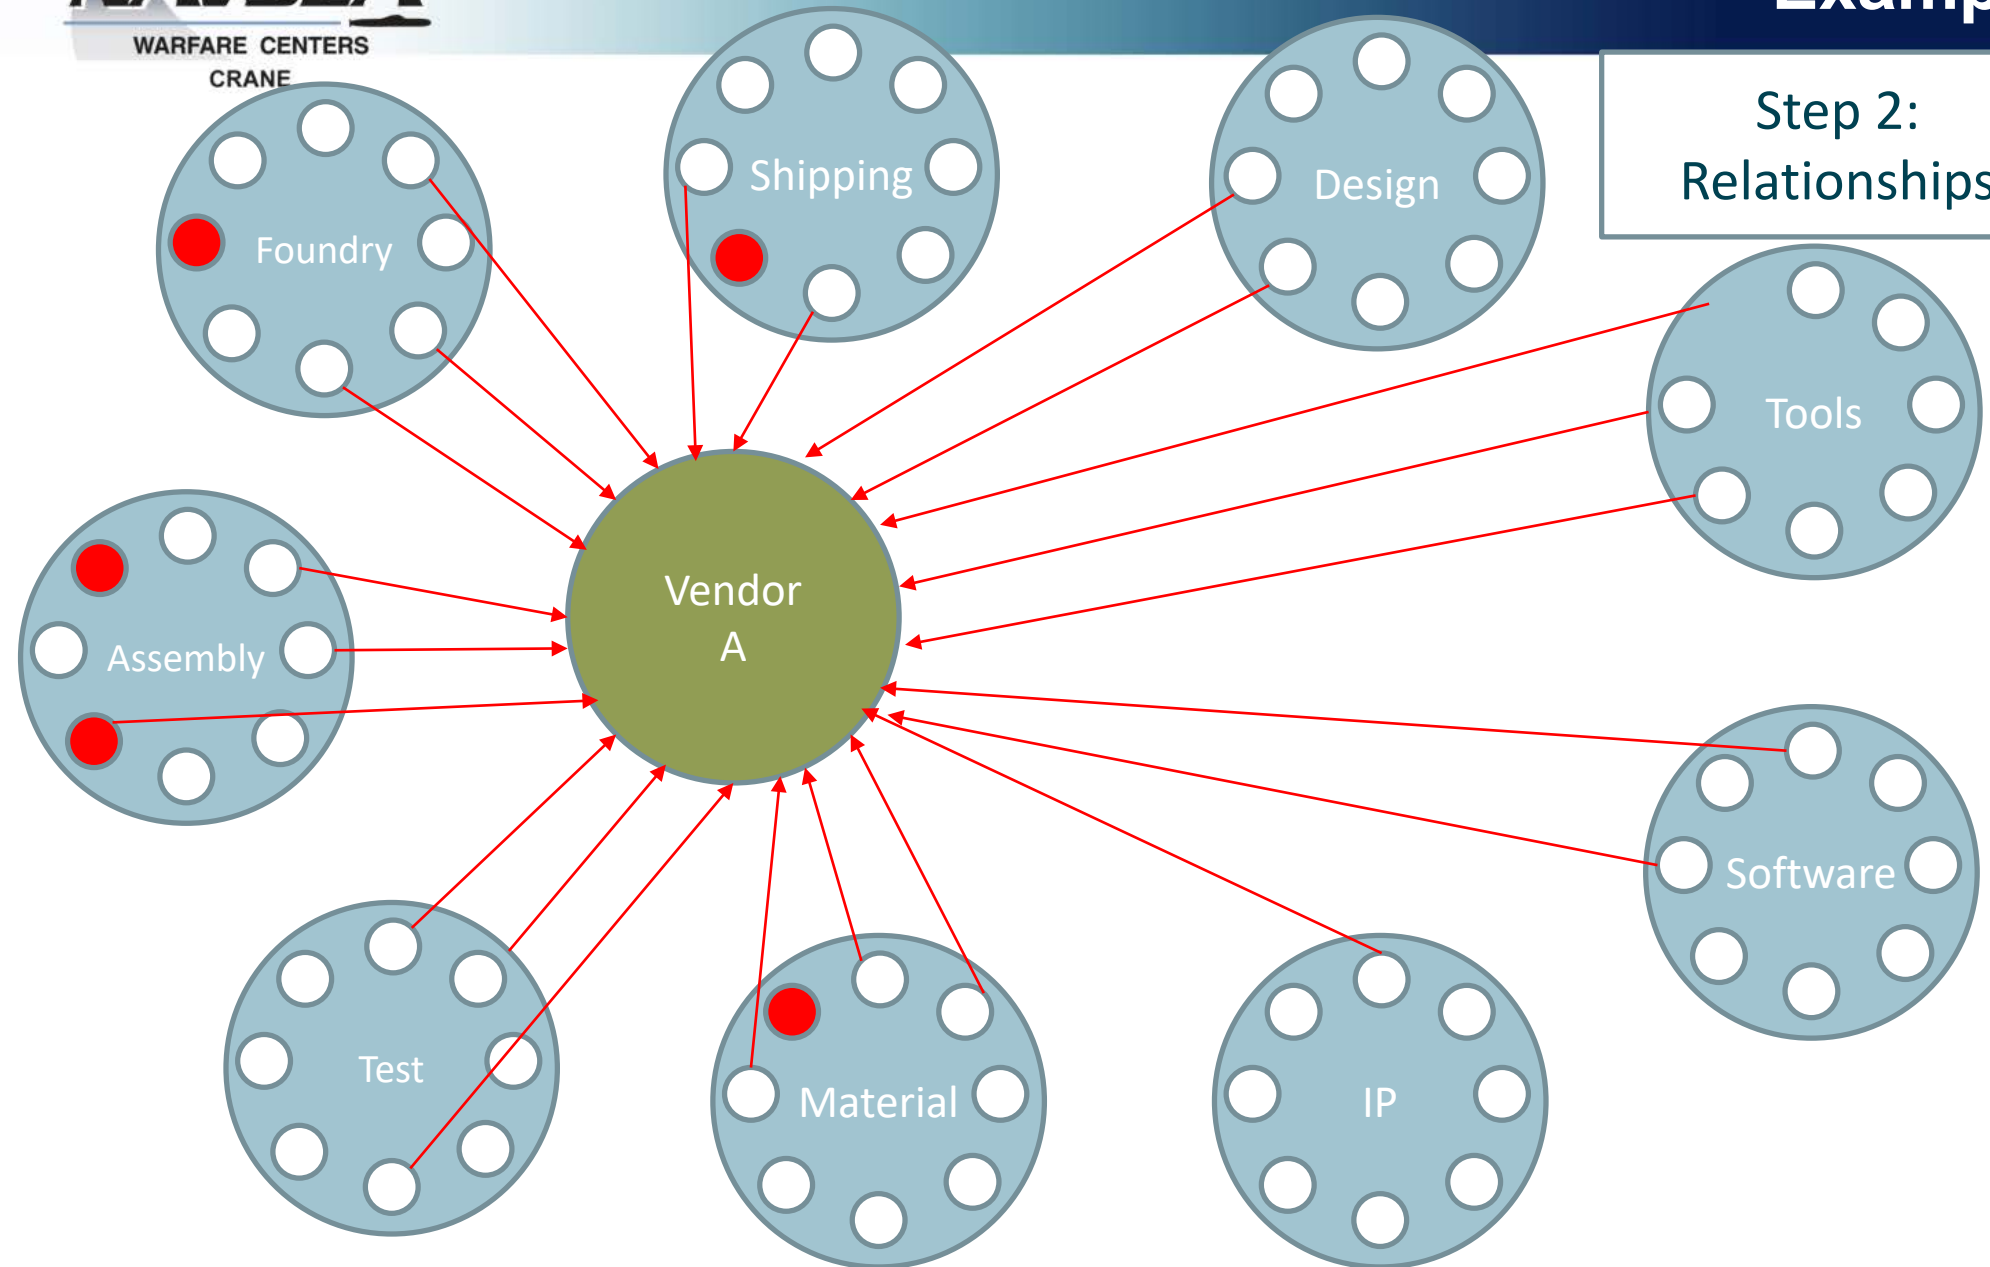 WARFARE CENTERS
CRANE
Step 2:
Relationships
Shipping
Design
Foundry
Tools
Vendor
A
Assembly
Software
Test
Material
IP